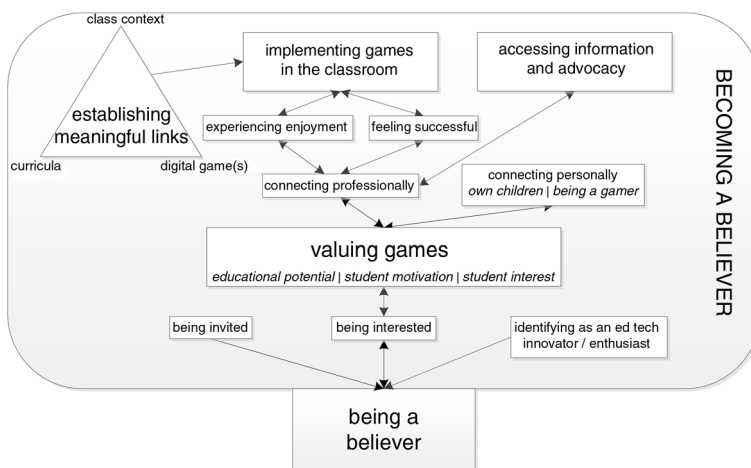 class context
implementing games
in the classroom
accessing information
and advocacy
establishing
meaningful links
curricula
digital game(s)
experiencing enjoyment
feeling successful
connecting professionally
connecting personally
own children | being a gamer
valuing games
educational potential | student motivation | student interest
being invited
being interested
identifying as an ed tech
innovator / enthusiast
being a
believer
BECOMING A BELIEVER